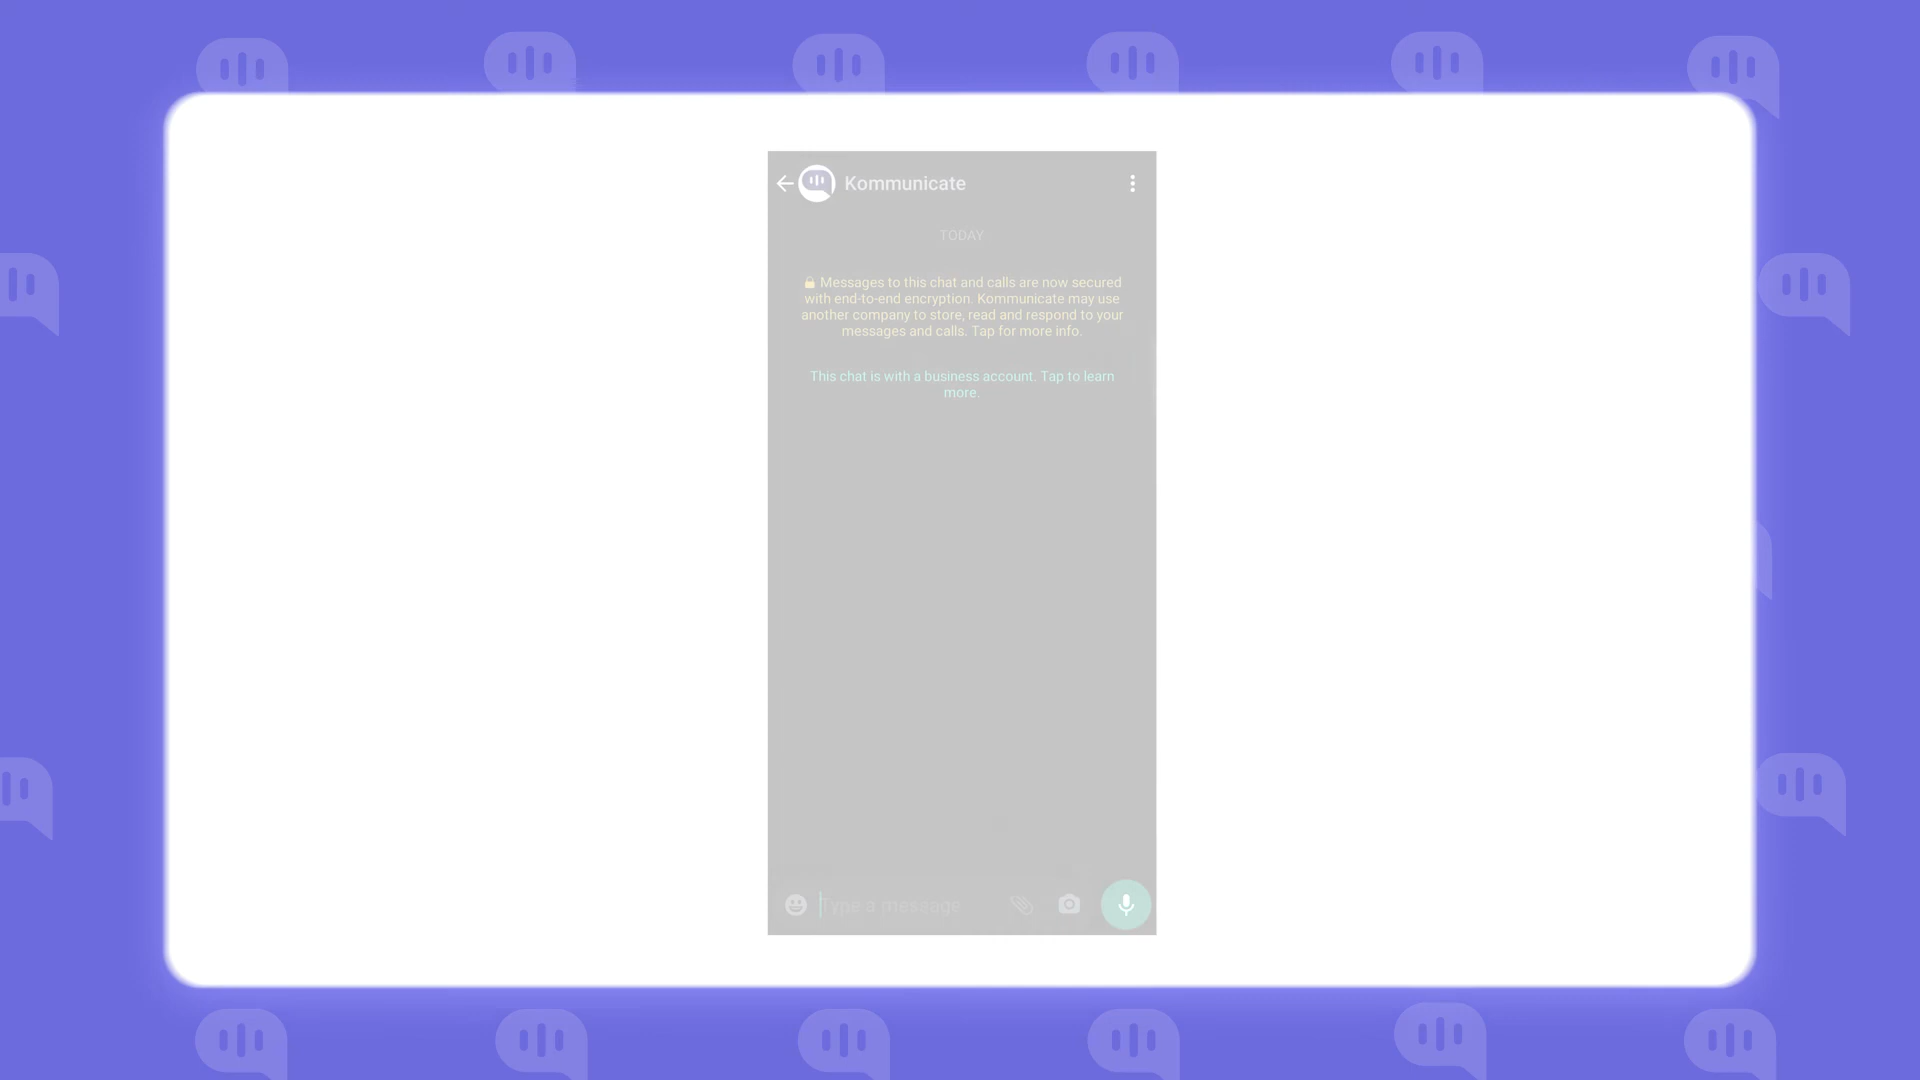 Kommunicate
TODAY
Messages to this chat and calls are now secured
with end-to-end encryption. Kommunicate may use
another company to store, read and respond to your
messages and calls. Tap for more info.
This chat is with a business account. Tap to learn
more.
Type a message